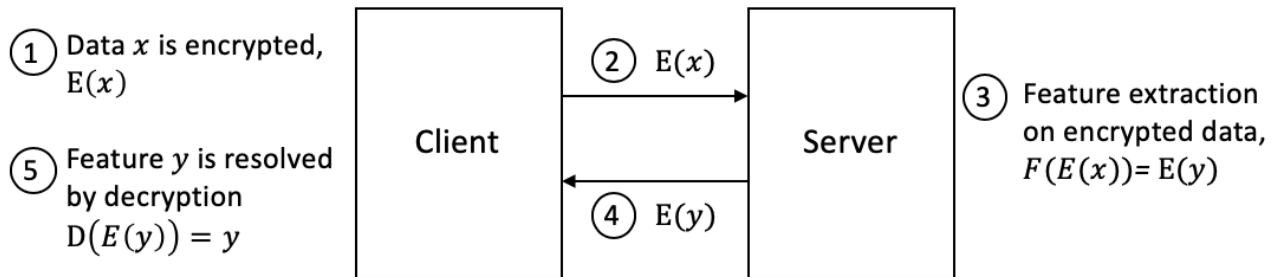 1 Data x is encrypted,
E(x)
5 Feature y is resolved
by decryption
D(E(y)) = y
Client
2 E(x)
4 E(y)
Server
3 Feature extraction
on encrypted data,
F(E(x))= E(y)